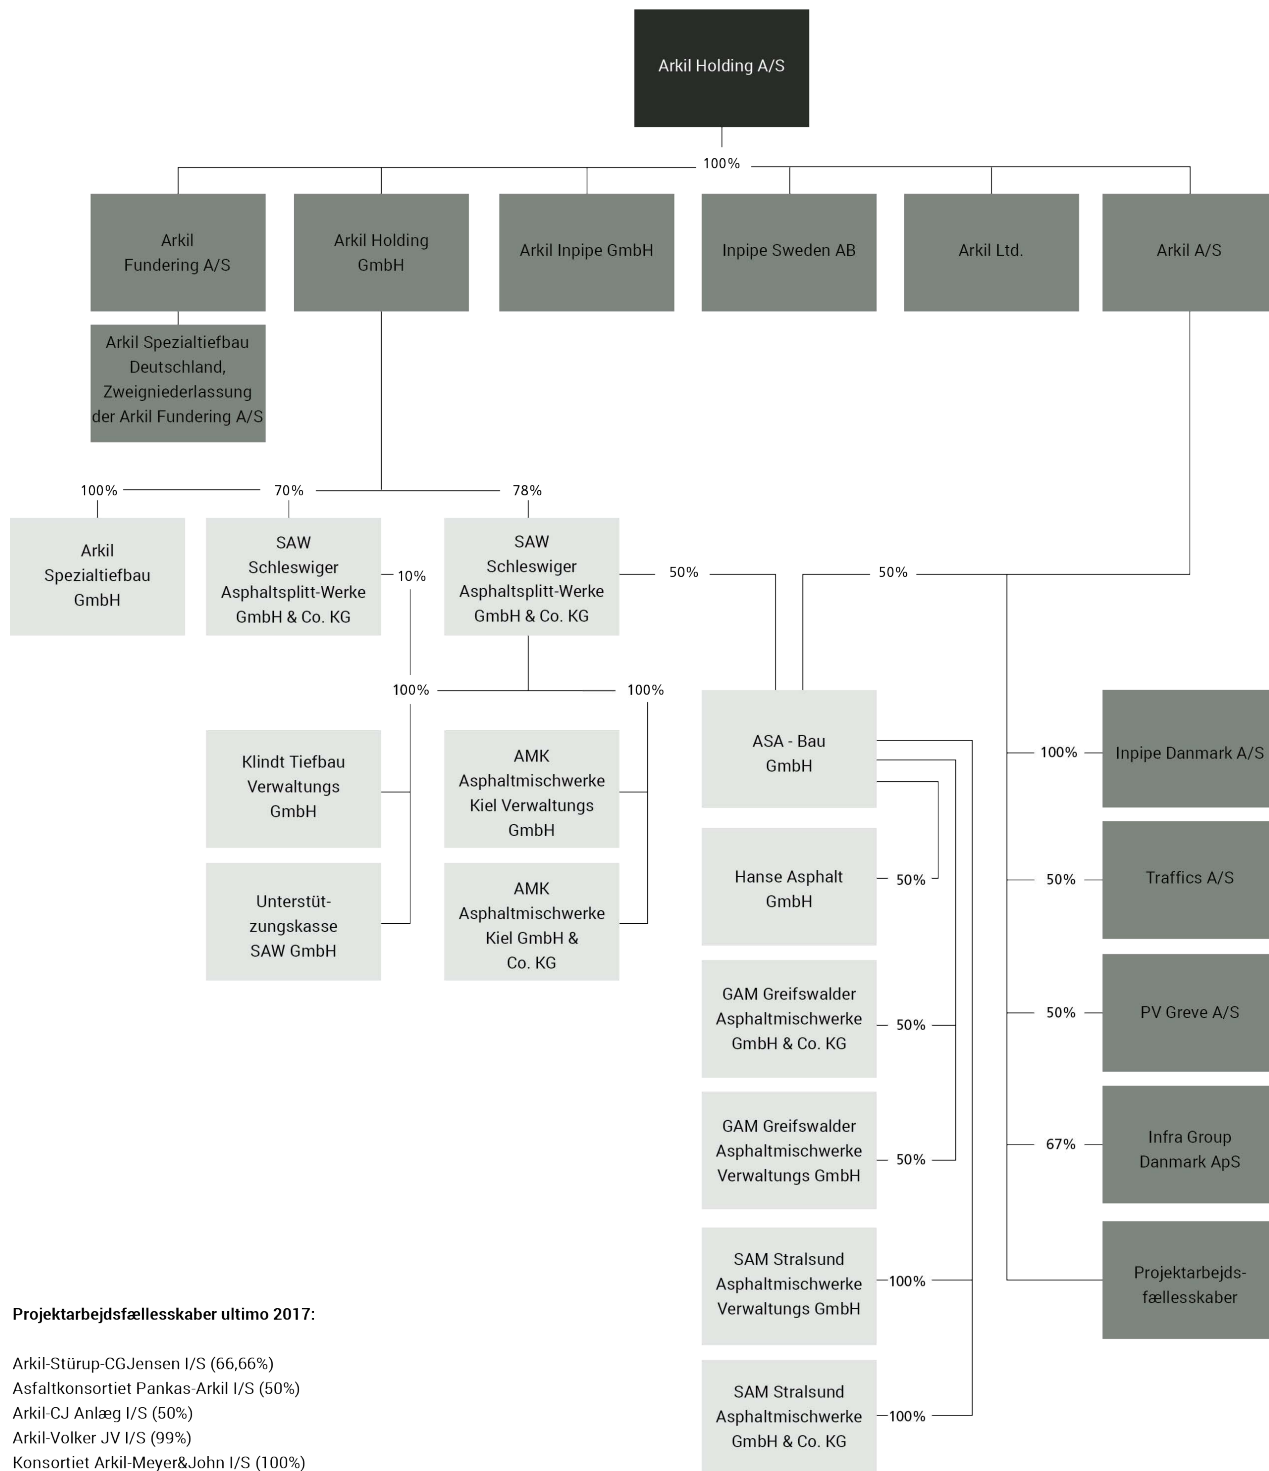 Arkil Holding A/S
100%
Arkil
Fundering A/S
Arkil Holding
GmbH
Arkil Inpipe GmbH
Inpipe Sweden AB
Arkil Ltd.
Arkil A/S
Arkil Spezialtiefbau
Deutschland,
Zweigniederlassung
der Arkil Fundering A/S
100%
70%
78%
Arkil
Spezialtiefbau
GmbH
SAW
Schleswiger
Asphaltsplitt-Werke
GmbH & Co. KG
10%
SAW
Schleswiger
Asphaltsplitt-Werke
GmbH & Co. KG
50%
50%
100%
100%
Klindt Tiefbau
Verwaltungs
GmbH
AMK
Asphaltmischwerke
Kiel Verwaltungs
GmbH
ASA - Bau
GmbH
100%
Inpipe Danmark A/S
Unterstüt-
zungskasse
SAW GmbH
AMK
Asphaltmischwerke
Kiel GmbH &
Co. KG
Hanse Asphalt
GmbH
50%
50%
Traffics A/S
GAM Greifswalder
Asphaltmischwerke
GmbH & Co. KG
50%
50%
PV Greve A/S
GAM Greifswalder
Asphaltmischwerke
Verwaltungs GmbH
50%
67%
Infra Group
Danmark ApS
SAM Stralsund
Asphaltmischwerke
Verwaltungs GmbH
100%
Projektarbejds-
fællesskaber
SAM Stralsund
Asphaltmischwerke
GmbH & Co. KG
100%
Projektarbejdsfællesskaber ultimo 2017:
Arkil-Stürup-CGJensen I/S (66,66%)
Asfaltkonsortiet Pankas-Arkil I/S (50%)
Arkil-CJ Anlæg I/S (50%)
Arkil-Volker JV I/S (99%)
Konsortiet Arkil-Meyer&John I/S (100%)